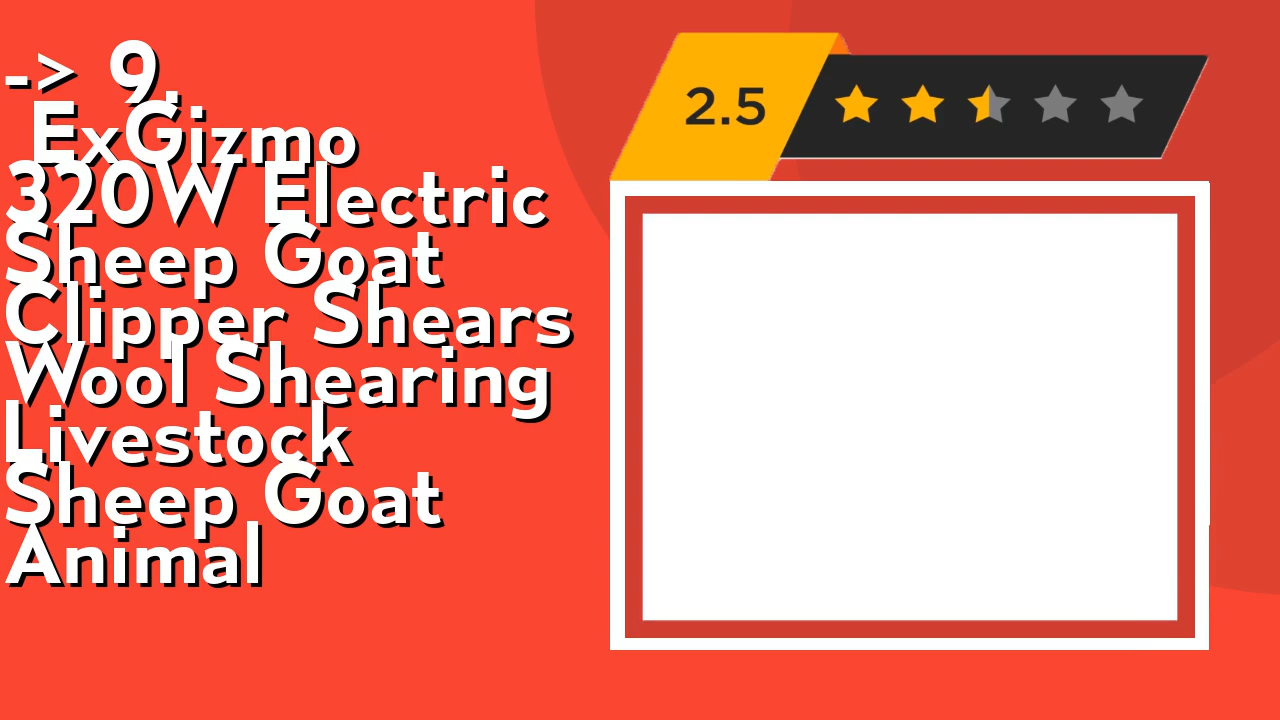 -> 9.
ExGizmo
320W Electric
Sheep Goat
Clipper Shears
Wool Shearing
Livestock
Sheep Goat
Animal
2.5